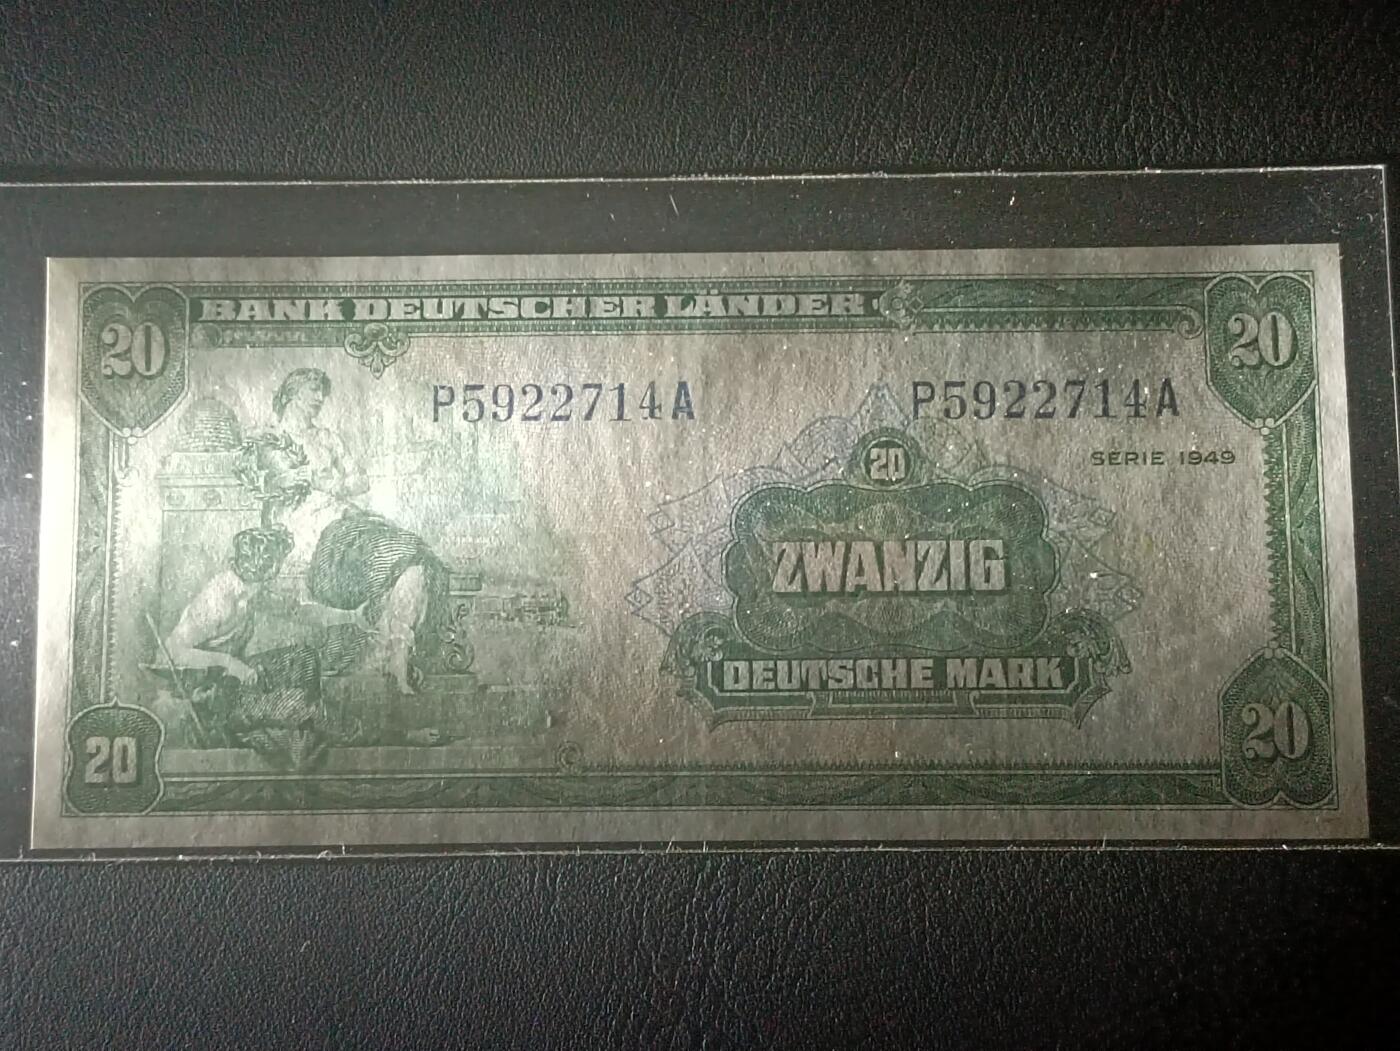 BANK DEUTSCHER LÄNDER
20
20
P5922714A
P5922714A
SERIE 1949
20
ZWANZIG
DEUTSCHE MARK
20
20